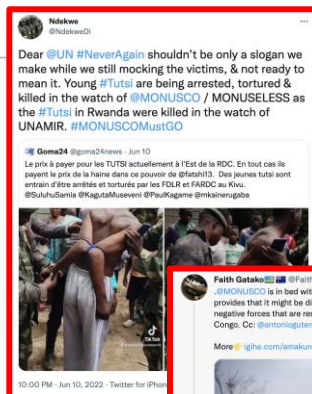 Ndekwe
@NdekweDi
Dear @UN #NeverAgain shouldn't be only a slogan we
make while we still mocking the victims, & not ready to
mean it. Young #Tutsi are being arrested, tortured &
killed in the watch of @MONUSCO / MONUSELESS as
the #Tutsi in Rwanda were killed in the watch of
UNAMIR. #MONUSCOMustGO
Goma24 @goma24news · Jun 10
Le prix à payer pour les TUTSI actuellement à l'Est de la RDC. En tout cas ils
payent le prix de la haine dans ce pouvoir de @fatshi13. Des jeunes tutsi sont
entrain d'être arrêtés et torturés par les FDLR et FARDC au Kivu.
@SuluhuSamia @KagutaMuseveni @PaulKagame @mkainerugaba
TikTok
10:00 PM · Jun 10, 2022 · Twitter for iPhon
Faith Gatako @Faith
.@MONUSCO is in bed wit
provides that it might be di
negative forces that are res
Congo. Cc: @antoniogute
More igihe.com/amakun